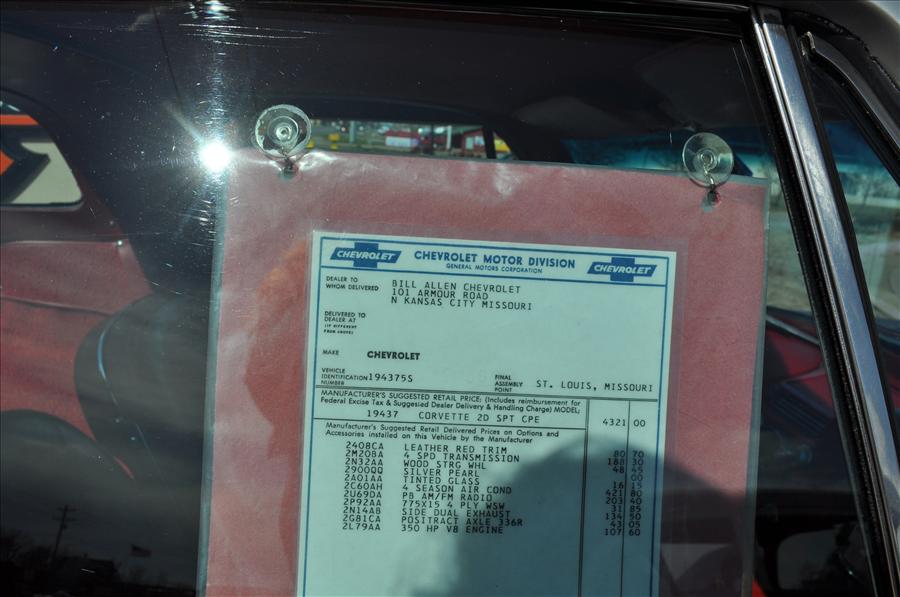 CHEVROLET CHEVROLET MOTOR DIVISION
GENERAL MOTORS CORPORATION CHEVROLET
DEALER TO
WHOM DELIVERED
BILL ALLEN CHEVROLET
101 ARMOUR ROAD
N KANSAS CITY MISSOURI
DELIVERED TO
DEALER AT
(IF DIFFERENT
FROM ABOVE)
MAKE CHEVROLET
VEHICLE
IDENTIFICATION 194375S
NUMBER
FINAL
ASSEMBLY
POINT
ST. LOUIS, MISSOURI
MANUFACTURER'S SUGGESTED RETAIL PRICE: (Includes reimbursement for
Federal Excise Tax & Suggested Dealer Delivery & Handling Charge) MODEL;
19437 CORVETTE 2D SPT CPE 4321 00
Manufacturer's Suggested Retail Delivered Prices on Options and
Accessories installed on this Vehicle by the Manufacturer
2408CA LEATHER RED TRIM 80 70
2M20BA 4 SPD TRANSMISSION 188 30
2N32AA WOOD STRG WHL 48 45
2900QQ SILVER PEARL 00
2A01AA TINTED GLASS 16 15
2C60AH 4 SEASON AIR COND 421 80
2U69DA PB AM/FM RADIO 203 40
2P92AA 775X15 4 PLY WSW 31 85
2N14AB SIDE DUAL EXHAUST 134 50
2G81CA POSITRACT AXLE 336R 43 05
2L79AA 350 HP V8 ENGINE 107 60